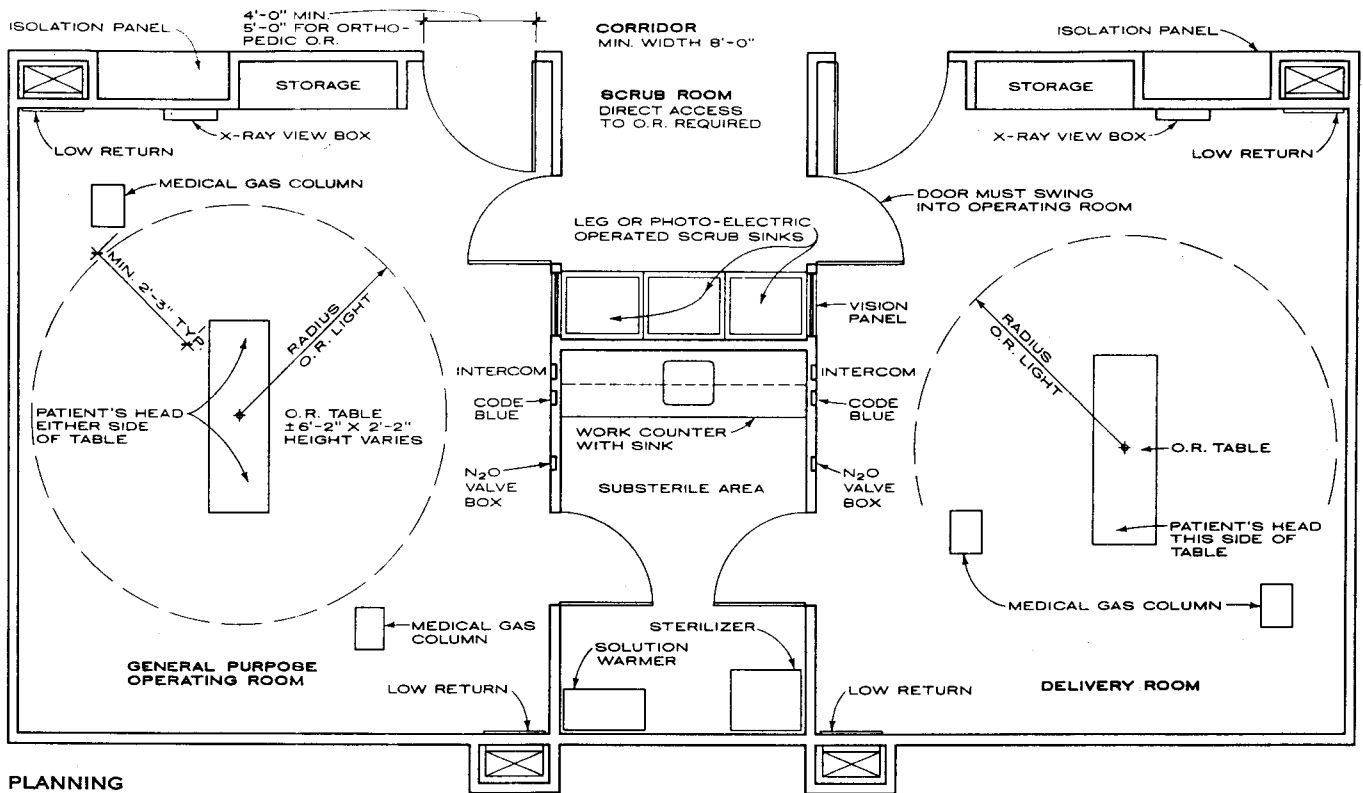 ISOLATION PANEL
4'-0" MIN.
5'-0" FOR ORTHO-
PEDIC O.R.
CORRIDOR
MIN. WIDTH 8'-0"
ISOLATION PANEL
STORAGE
SCRUB ROOM
DIRECT ACCESS
TO O.R. REQUIRED
STORAGE
X-RAY VIEW BOX
X-RAY VIEW BOX
LOW RETURN
LOW RETURN
MEDICAL GAS COLUMN
DOOR MUST SWING
INTO OPERATING ROOM
LEG OR PHOTO-ELECTRIC
OPERATED SCRUB SINKS
MIN. 2'-3" TYP.
RADIUS
O.R. LIGHT
VISION
PANEL
RADIUS
O.R. LIGHT
INTERCOM
INTERCOM
CODE
BLUE
CODE
BLUE
PATIENT'S HEAD
EITHER SIDE
OF TABLE
O.R. TABLE
±6'-2" X 2'-2"
HEIGHT VARIES
WORK COUNTER
WITH SINK
O.R. TABLE
N₂O
VALVE
BOX
SUBSTERILE AREA
N₂O
VALVE
BOX
PATIENT'S HEAD
THIS SIDE OF
TABLE
MEDICAL GAS COLUMN
MEDICAL GAS
COLUMN
STERILIZER
SOLUTION
WARMER
GENERAL PURPOSE
OPERATING ROOM
LOW RETURN
LOW RETURN
DELIVERY ROOM
PLANNING